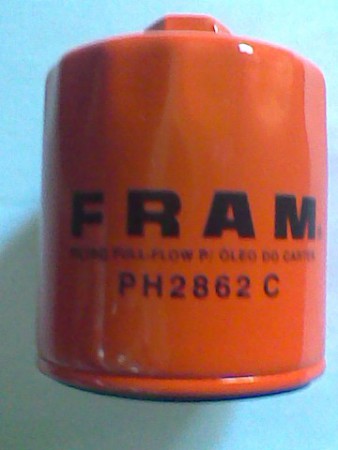 FRAM
FILTRO FULL-FLOW P/ ÓLEO DO CARTER
PH2862 C